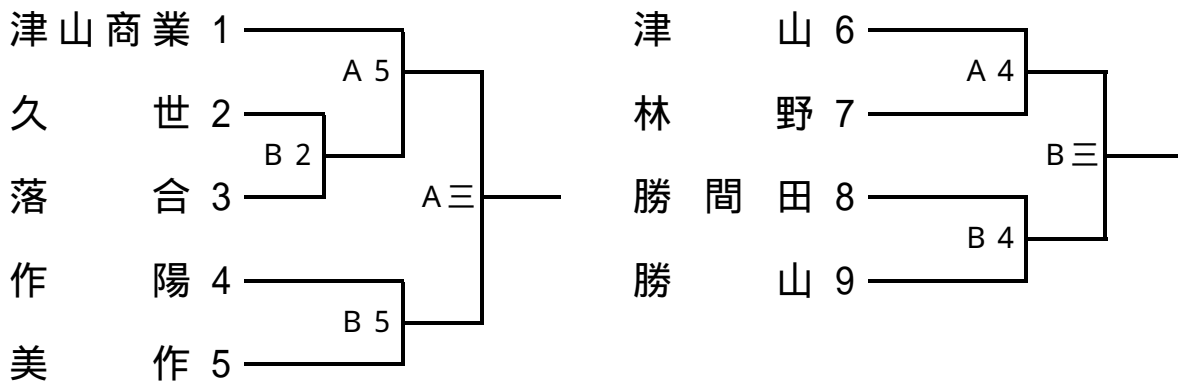 津山商業 1
A 5
久世 2
B 2
落合 3
A 三
作陽 4
B 5
美作 5
津山 6
A 4
林野 7
B 三
勝間田 8
B 4
勝山 9